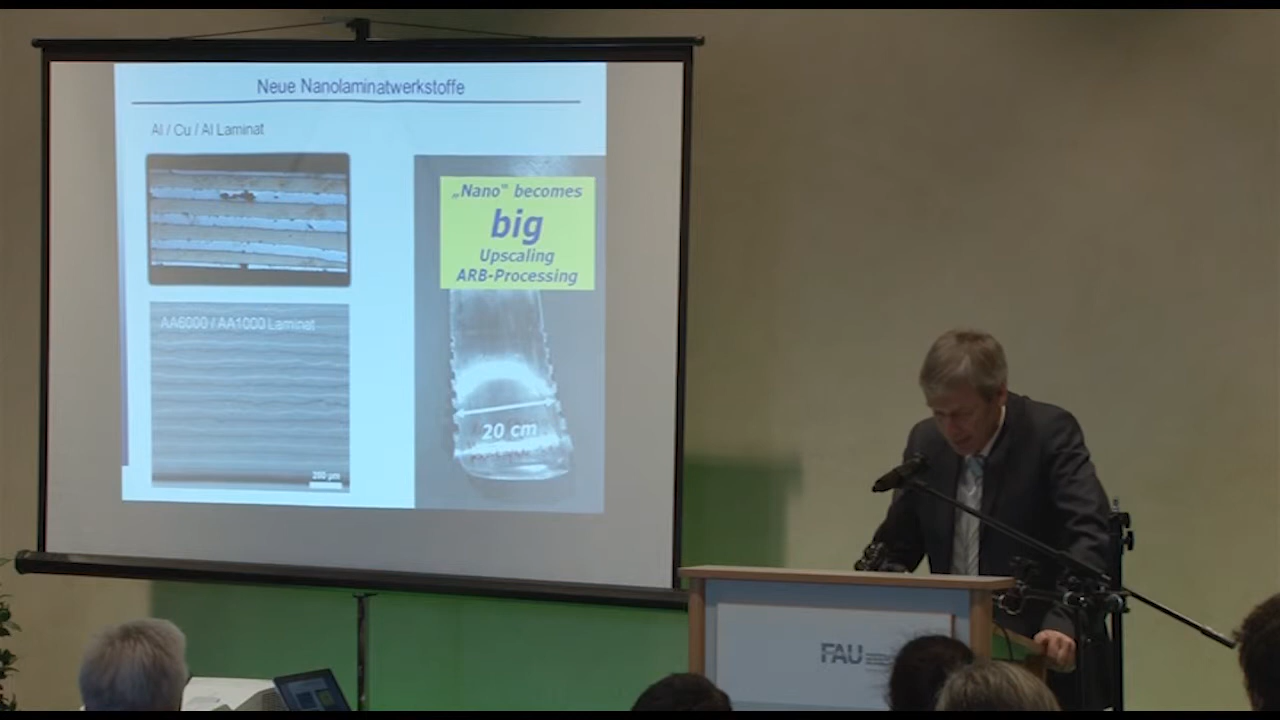 Neue Nanolaminatwerkstoffe
Al / Cu / Al Laminat
„Nano" becomes
big
Upscaling
ARB-Processing
AA6000 / AA1000 Laminat
20 cm
200 µm
FAU